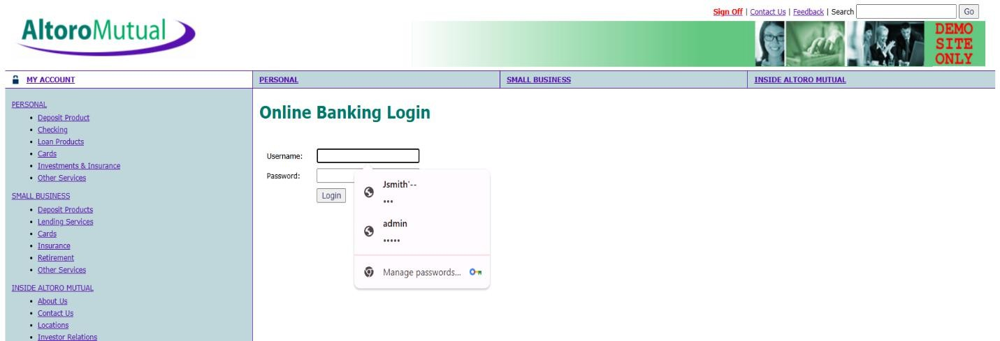 Sign Off | Contact Us | Feedback | Search Go
AltoroMutual
DEMO
SITE
ONLY
MY ACCOUNT
PERSONAL
SMALL BUSINESS
INSIDE ALTORO MUTUAL
PERSONAL
• Deposit Product
• Checking
• Loan Products
• Cards
• Investments & Insurance
• Other Services
SMALL BUSINESS
• Deposit Products
• Lending Services
• Cards
• Insurance
• Retirement
• Other Services
INSIDE ALTORO MUTUAL
• About Us
• Contact Us
• Locations
• Investor Relations
Online Banking Login
Username:
Password:
Login
Jsmith'--
•••
admin
•••••
Manage passwords...